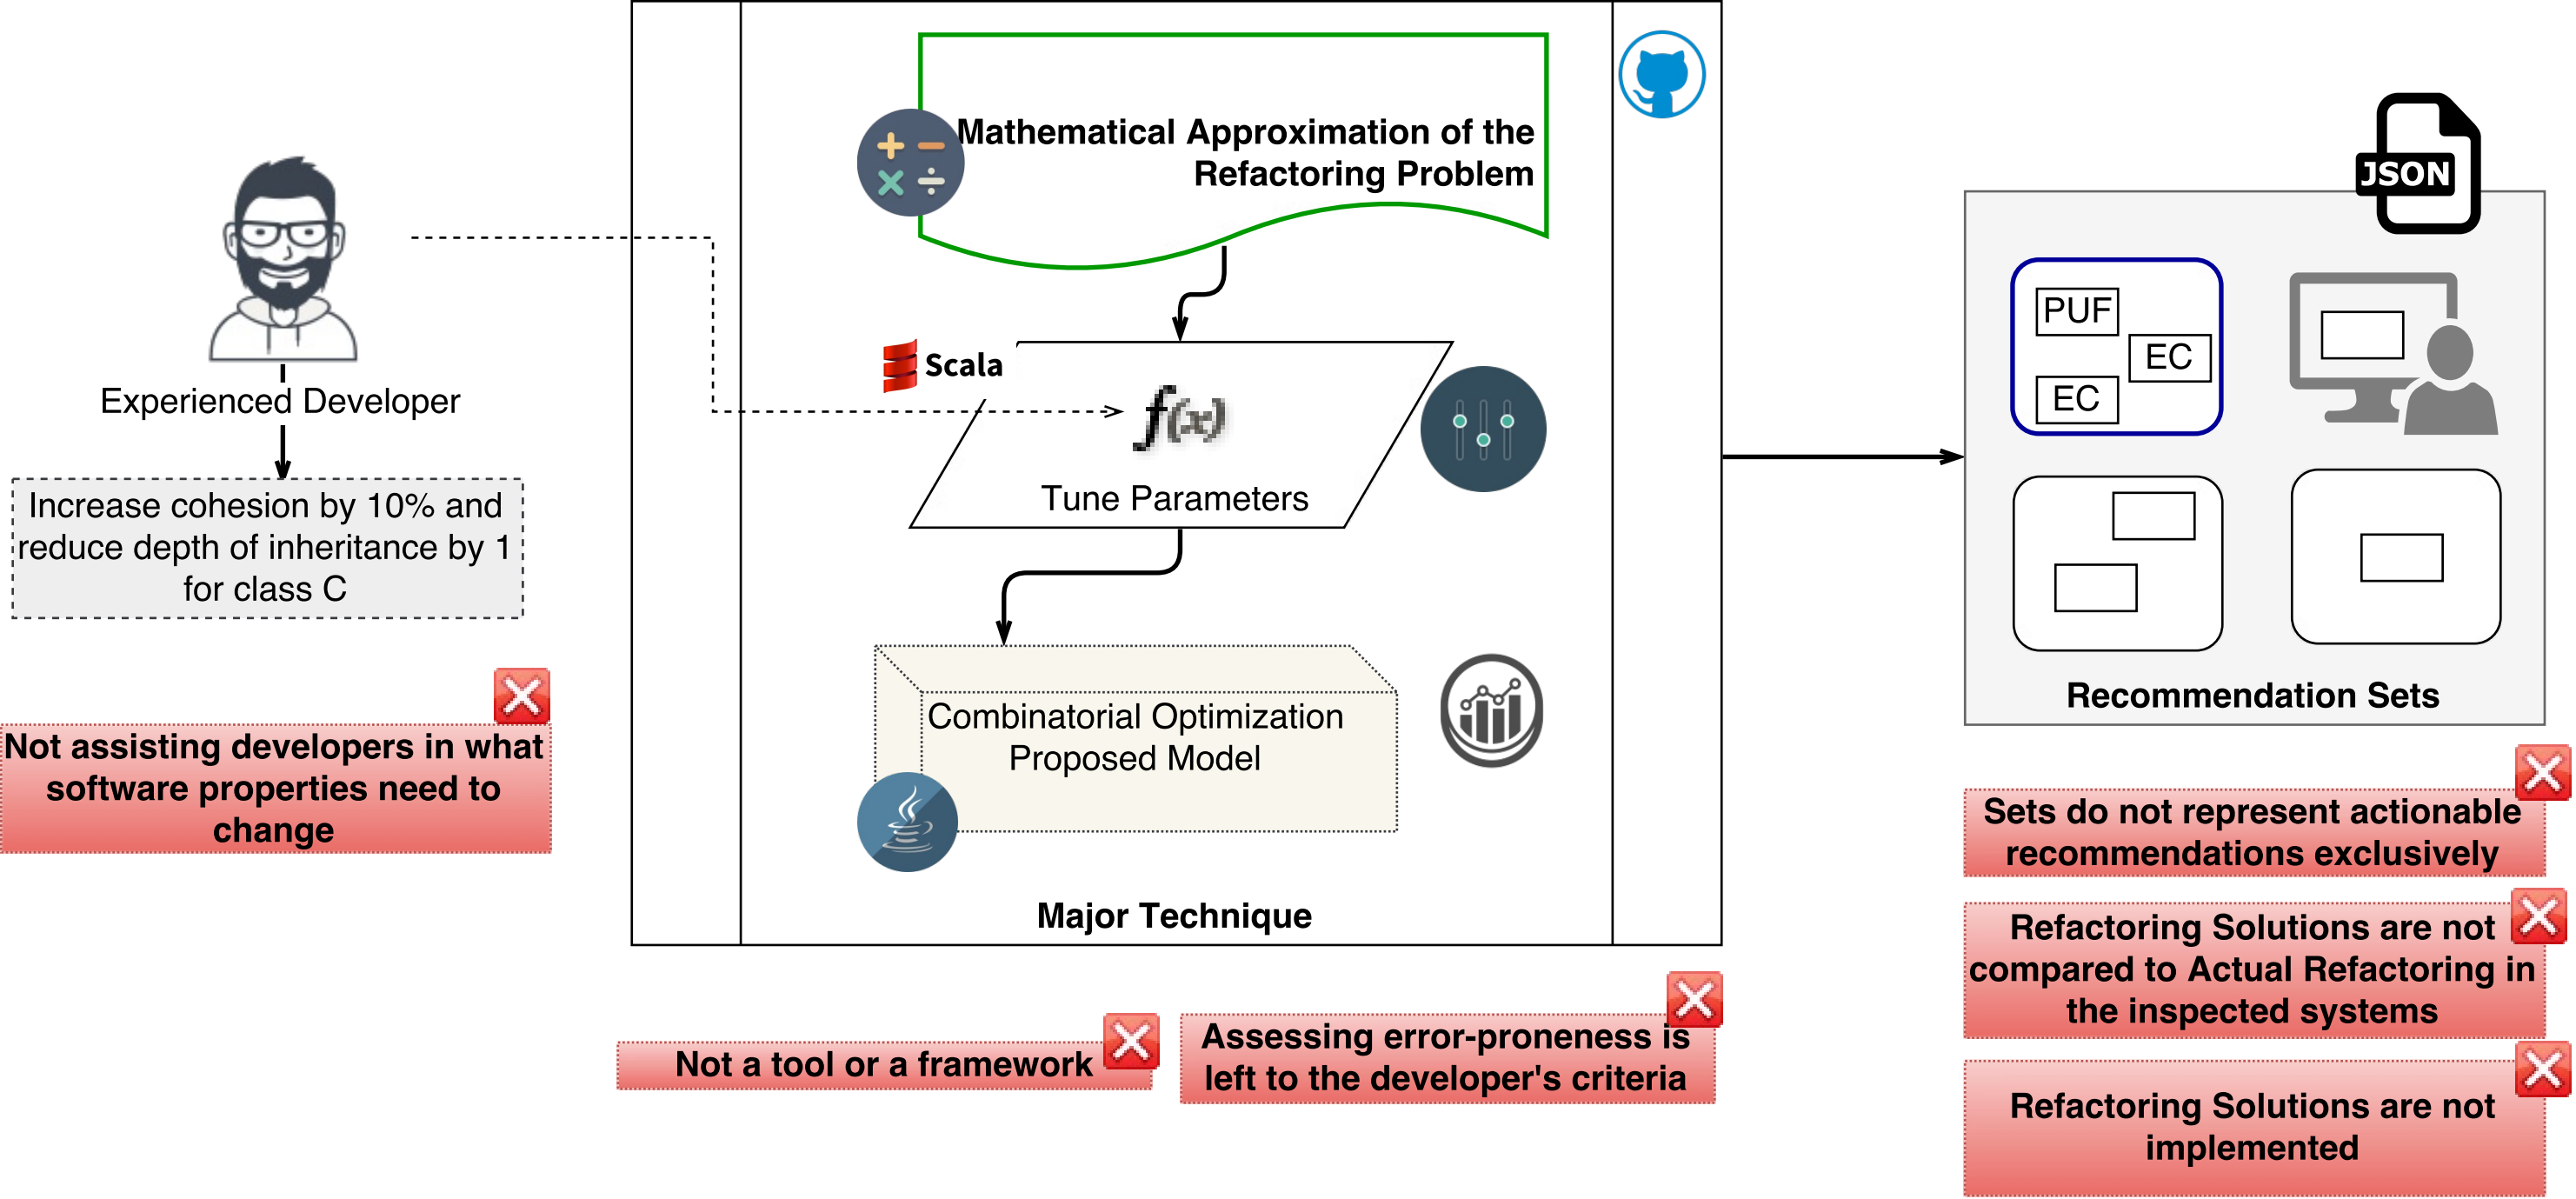 Experienced Developer
Increase cohesion by 10% and
reduce depth of inheritance by 1
for class C
Not assisting developers in what
software properties need to
change
Mathematical Approximation of the
Refactoring Problem
Scala
f(x)
Tune Parameters
Combinatorial Optimization
Proposed Model
Major Technique
Not a tool or a framework
Assessing error-proneness is
left to the developer's criteria
JSON
PUF
EC
EC
Recommendation Sets
Sets do not represent actionable
recommendations exclusively
Refactoring Solutions are not
compared to Actual Refactoring in
the inspected systems
Refactoring Solutions are not
implemented